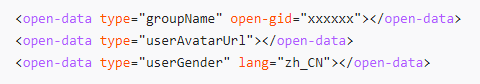 <open-data type="groupName" open-gid="xxxxxx"></open-data>
<open-data type="userAvatarUrl"></open-data>
<open-data type="userGender" lang="zh_CN"></open-data>